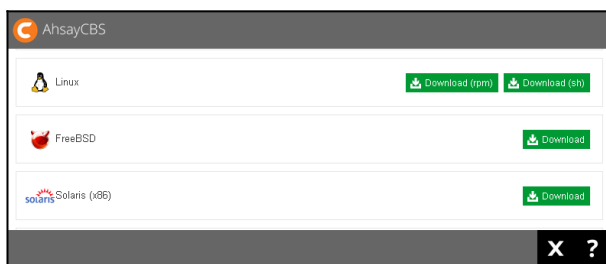 AhsayCBS
Linux
Download (rpm)
Download (sh)
FreeBSD
Download
solaris Solaris (x86)
Download
X ?